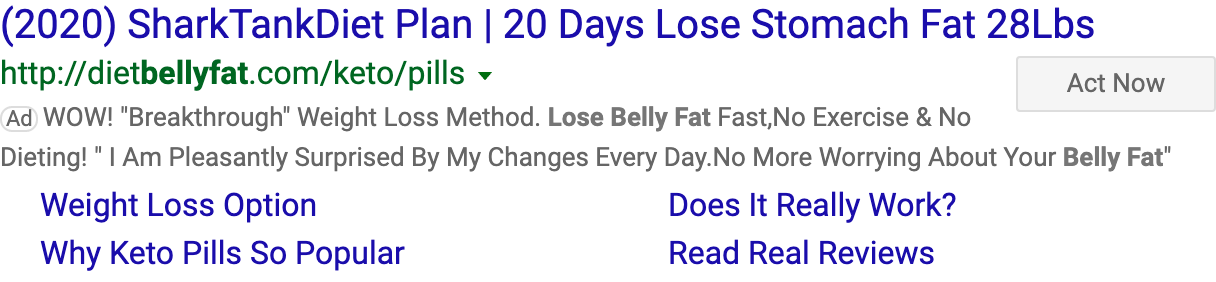 (2020) SharkTankDiet Plan | 20 Days Lose Stomach Fat 28Lbs
http://dietbellyfat.com/keto/pills
Act Now
Ad WOW! "Breakthrough" Weight Loss Method. Lose Belly Fat Fast,No Exercise & No
Dieting! " I Am Pleasantly Surprised By My Changes Every Day.No More Worrying About Your Belly Fat"
Weight Loss Option
Does It Really Work?
Why Keto Pills So Popular
Read Real Reviews